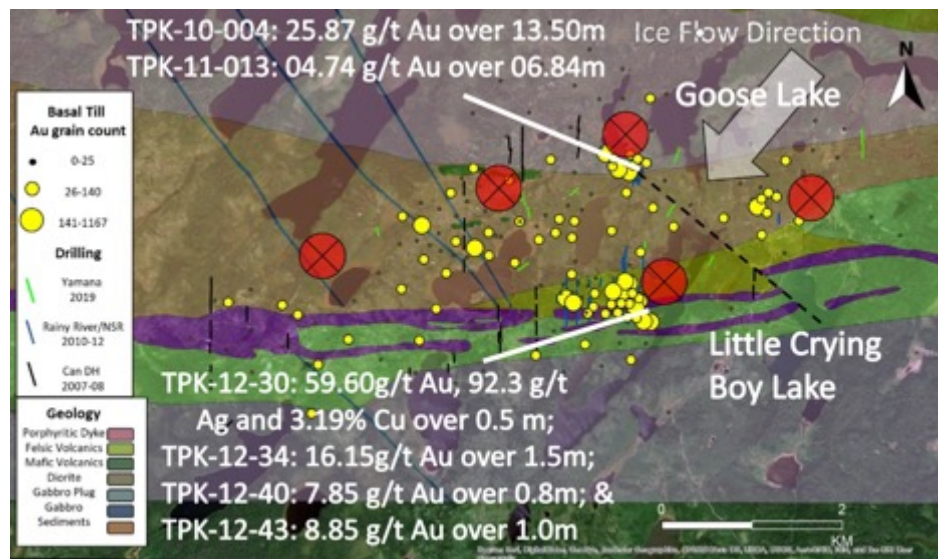 TPK-10-004: 25.87 g/t Au over 13.50m
TPK-11-013: 04.74 g/t Au over 06.84m
Ice Flow Direction
N
Goose Lake
Basal Till
Au grain count
0-25
26-140
141-1167
Drilling
Yamana
2019
Rainy River/NSR
2010-12
Can DH
2007-08
Little Crying
Boy Lake
TPK-12-30: 59.60g/t Au, 92.3 g/t
Ag and 3.19% Cu over 0.5 m;
TPK-12-34: 16.15g/t Au over 1.5m;
TPK-12-40: 7.85 g/t Au over 0.8m; &
TPK-12-43: 8.85 g/t Au over 1.0m
Geology
Porphyritic Dyke
Felsic Volcanics
Mafic Volcanics
Diorite
Gabbro Plug
Gabbro
Sediments
0 2
KM